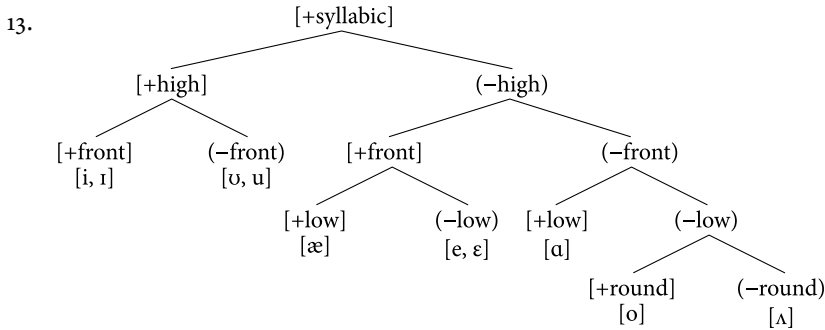 13.
[+syllabic]
[+high] (−high)
[+front] (−front) [+front] (−front)
[i, ɪ] [ʊ, u]
[+low] (−low) [+low] (−low)
[æ] [e, ɛ] [ɑ]
[+round] (−round)
[o] [ʌ]